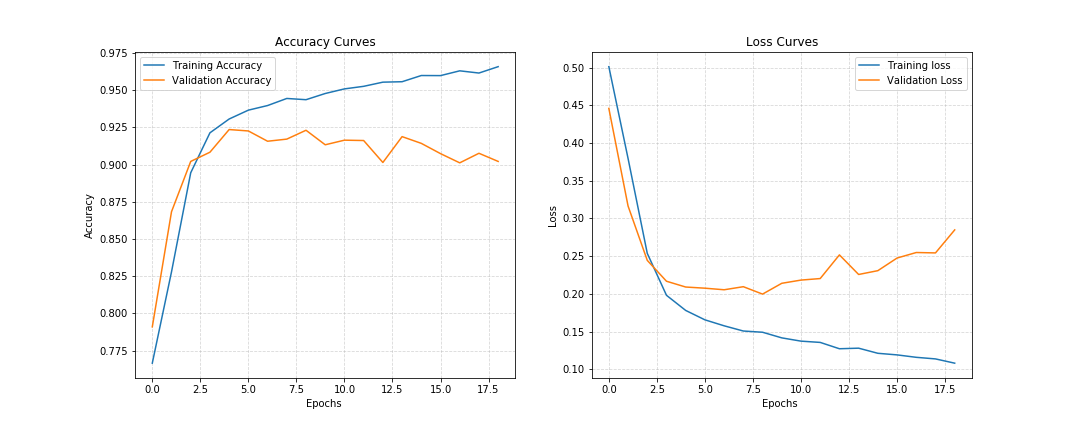 Accuracy Curves
Training Accuracy
Validation Accuracy
0.975
0.950
0.925
0.900
0.875
0.850
0.825
0.800
0.775
Accuracy
0.0 2.5 5.0 7.5 10.0 12.5 15.0 17.5
Epochs
Loss Curves
Training loss
Validation Loss
0.50
0.45
0.40
0.35
0.30
0.25
0.20
0.15
0.10
Loss
0.0 2.5 5.0 7.5 10.0 12.5 15.0 17.5
Epochs